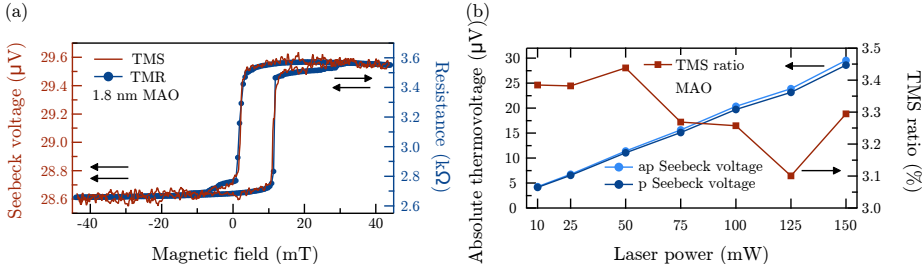 (a)
Seebeck voltage (μV)
29.6
29.4
29.2
29.0
28.8
28.6
TMS
TMR
1.8 nm MAO
3.6
3.4
3.2
3.0
2.8
2.6
Resistance (kΩ)
-40
-20
0
20
40
Magnetic field (mT)
(b)
Absolute thermovoltage (μV)
30
25
20
15
10
5
0
TMS ratio
MAO
ap Seebeck voltage
p Seebeck voltage
3.5
3.4
3.3
3.2
3.1
3.0
TMS ratio (%)
10 25 50 75 100 125 150
Laser power (mW)